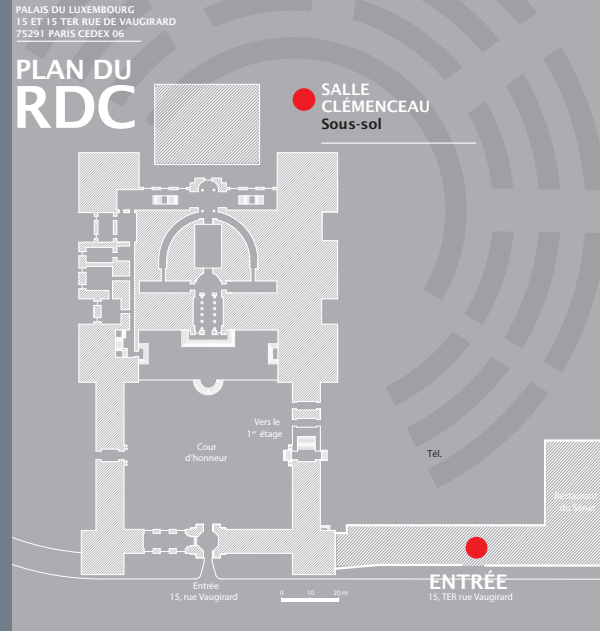 PALAIS DU LUXEMBOURG
15 ET 15 TER RUE DE VAUGIRARD
75291 PARIS CEDEX 06
PLAN DU
RDC
SALLE
CLÉMENCEAU
Sous-sol
Vers le
1er étage
Cour
d'honneur
Tél.
Restaurant
du Sénat
Entrée
15, rue Vaugirard
0 10 20 m
ENTRÉE
15, TER rue Vaugirard